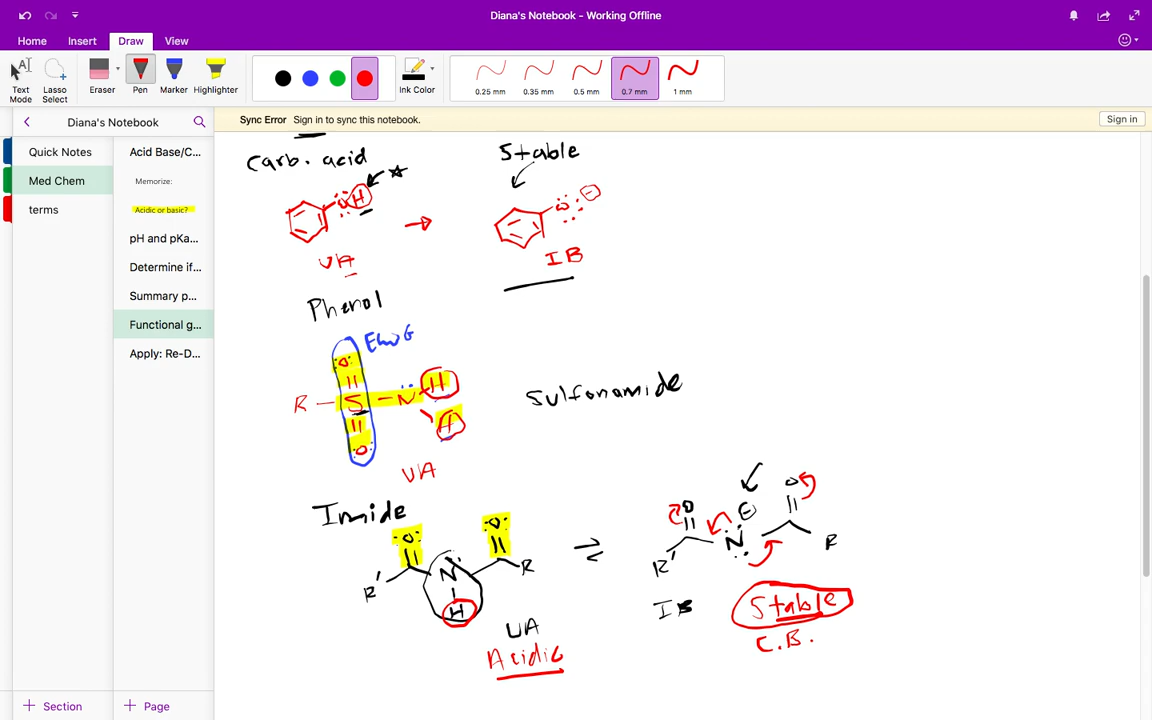 Diana's Notebook - Working Offline
Home Insert Draw View
Text Mode
Lasso Select
Eraser
Pen
Marker
Highlighter
Ink Color
0.25 mm
0.35 mm
0.5 mm
0.7 mm
1 mm
Diana's Notebook
Sync Error Sign in to sync this notebook.
Sign in
Quick Notes
Med Chem
terms
Acid Base/C...
Memorize:
Acidic or basic?
pH and pKa...
Determine if...
Summary p...
Functional g...
Apply: Re-D...
Section
Page
Carb. acid
Stable
OH
O
UA
IB
Phenol
EWG
O
R - S - N H
H
O
Sulfonamide
UA
Imide
O O
R' N R
H
UA
Acidic
O O
R' N R
IB
Stable
C.B.